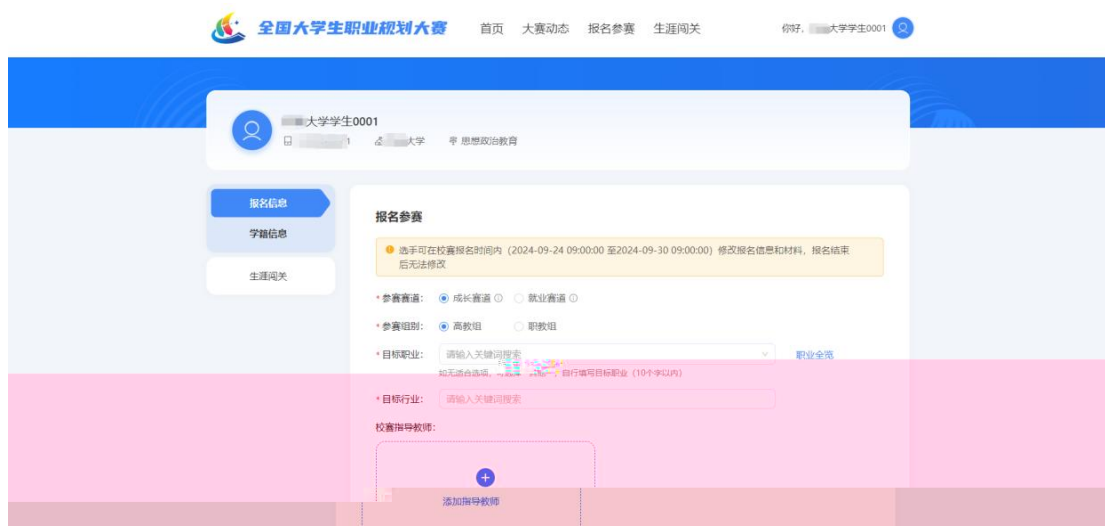 全国大学生职业规划大赛 首页 大赛动态 报名参赛 生涯闯关 你好, 大学学生0001
大学学生0001
1 大学 思想政治教育
报名信息
学籍信息
生涯闯关
报名参赛
选手可在校赛报名时间内（2024-09-24 09:00:00 至2024-09-30 09:00:00）修改报名信息和材料，报名结束
后无法修改
* 参赛赛道： 成长赛道 就业赛道
* 参赛组别： 高教组 职教组
* 目标职业： 请输入关键词搜索 职业全览
如无适合选项， 自行填写目标职业（10个字以内）
* 目标行业： 请输入关键词搜索
校赛指导教师：
添加指导教师